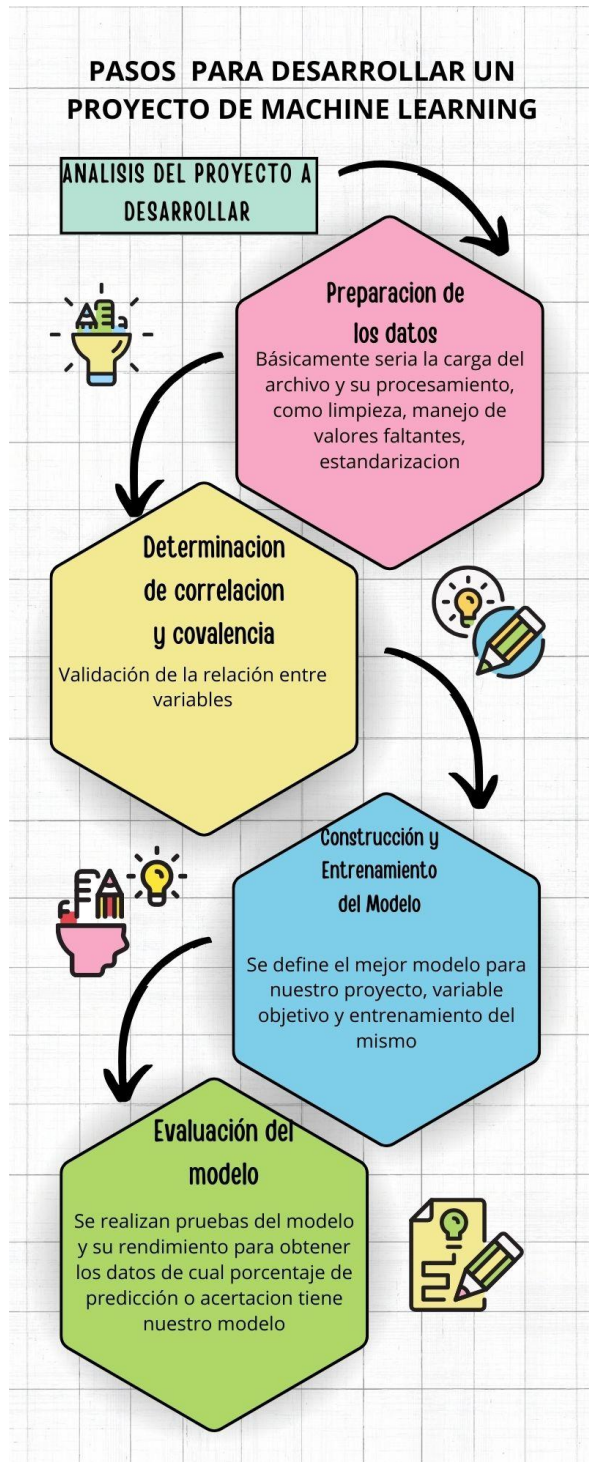 PASOS PARA DESARROLLAR UN
PROYECTO DE MACHINE LEARNING
ANALISIS DEL PROYECTO A
DESARROLLAR
Preparacion de
los datos
Básicamente seria la carga del
archivo y su procesamiento,
como limpieza, manejo de
valores faltantes,
estandarizacion
Determinacion
de correlacion
y covalencia
Validación de la relación entre
variables
Construcción y
Entrenamiento
del Modelo
Se define el mejor modelo para
nuestro proyecto, variable
objetivo y entrenamiento del
mismo
Evaluación del
modelo
Se realizan pruebas del modelo
y su rendimiento para obtener
los datos de cual porcentaje de
predicción o acertacion tiene
nuestro modelo